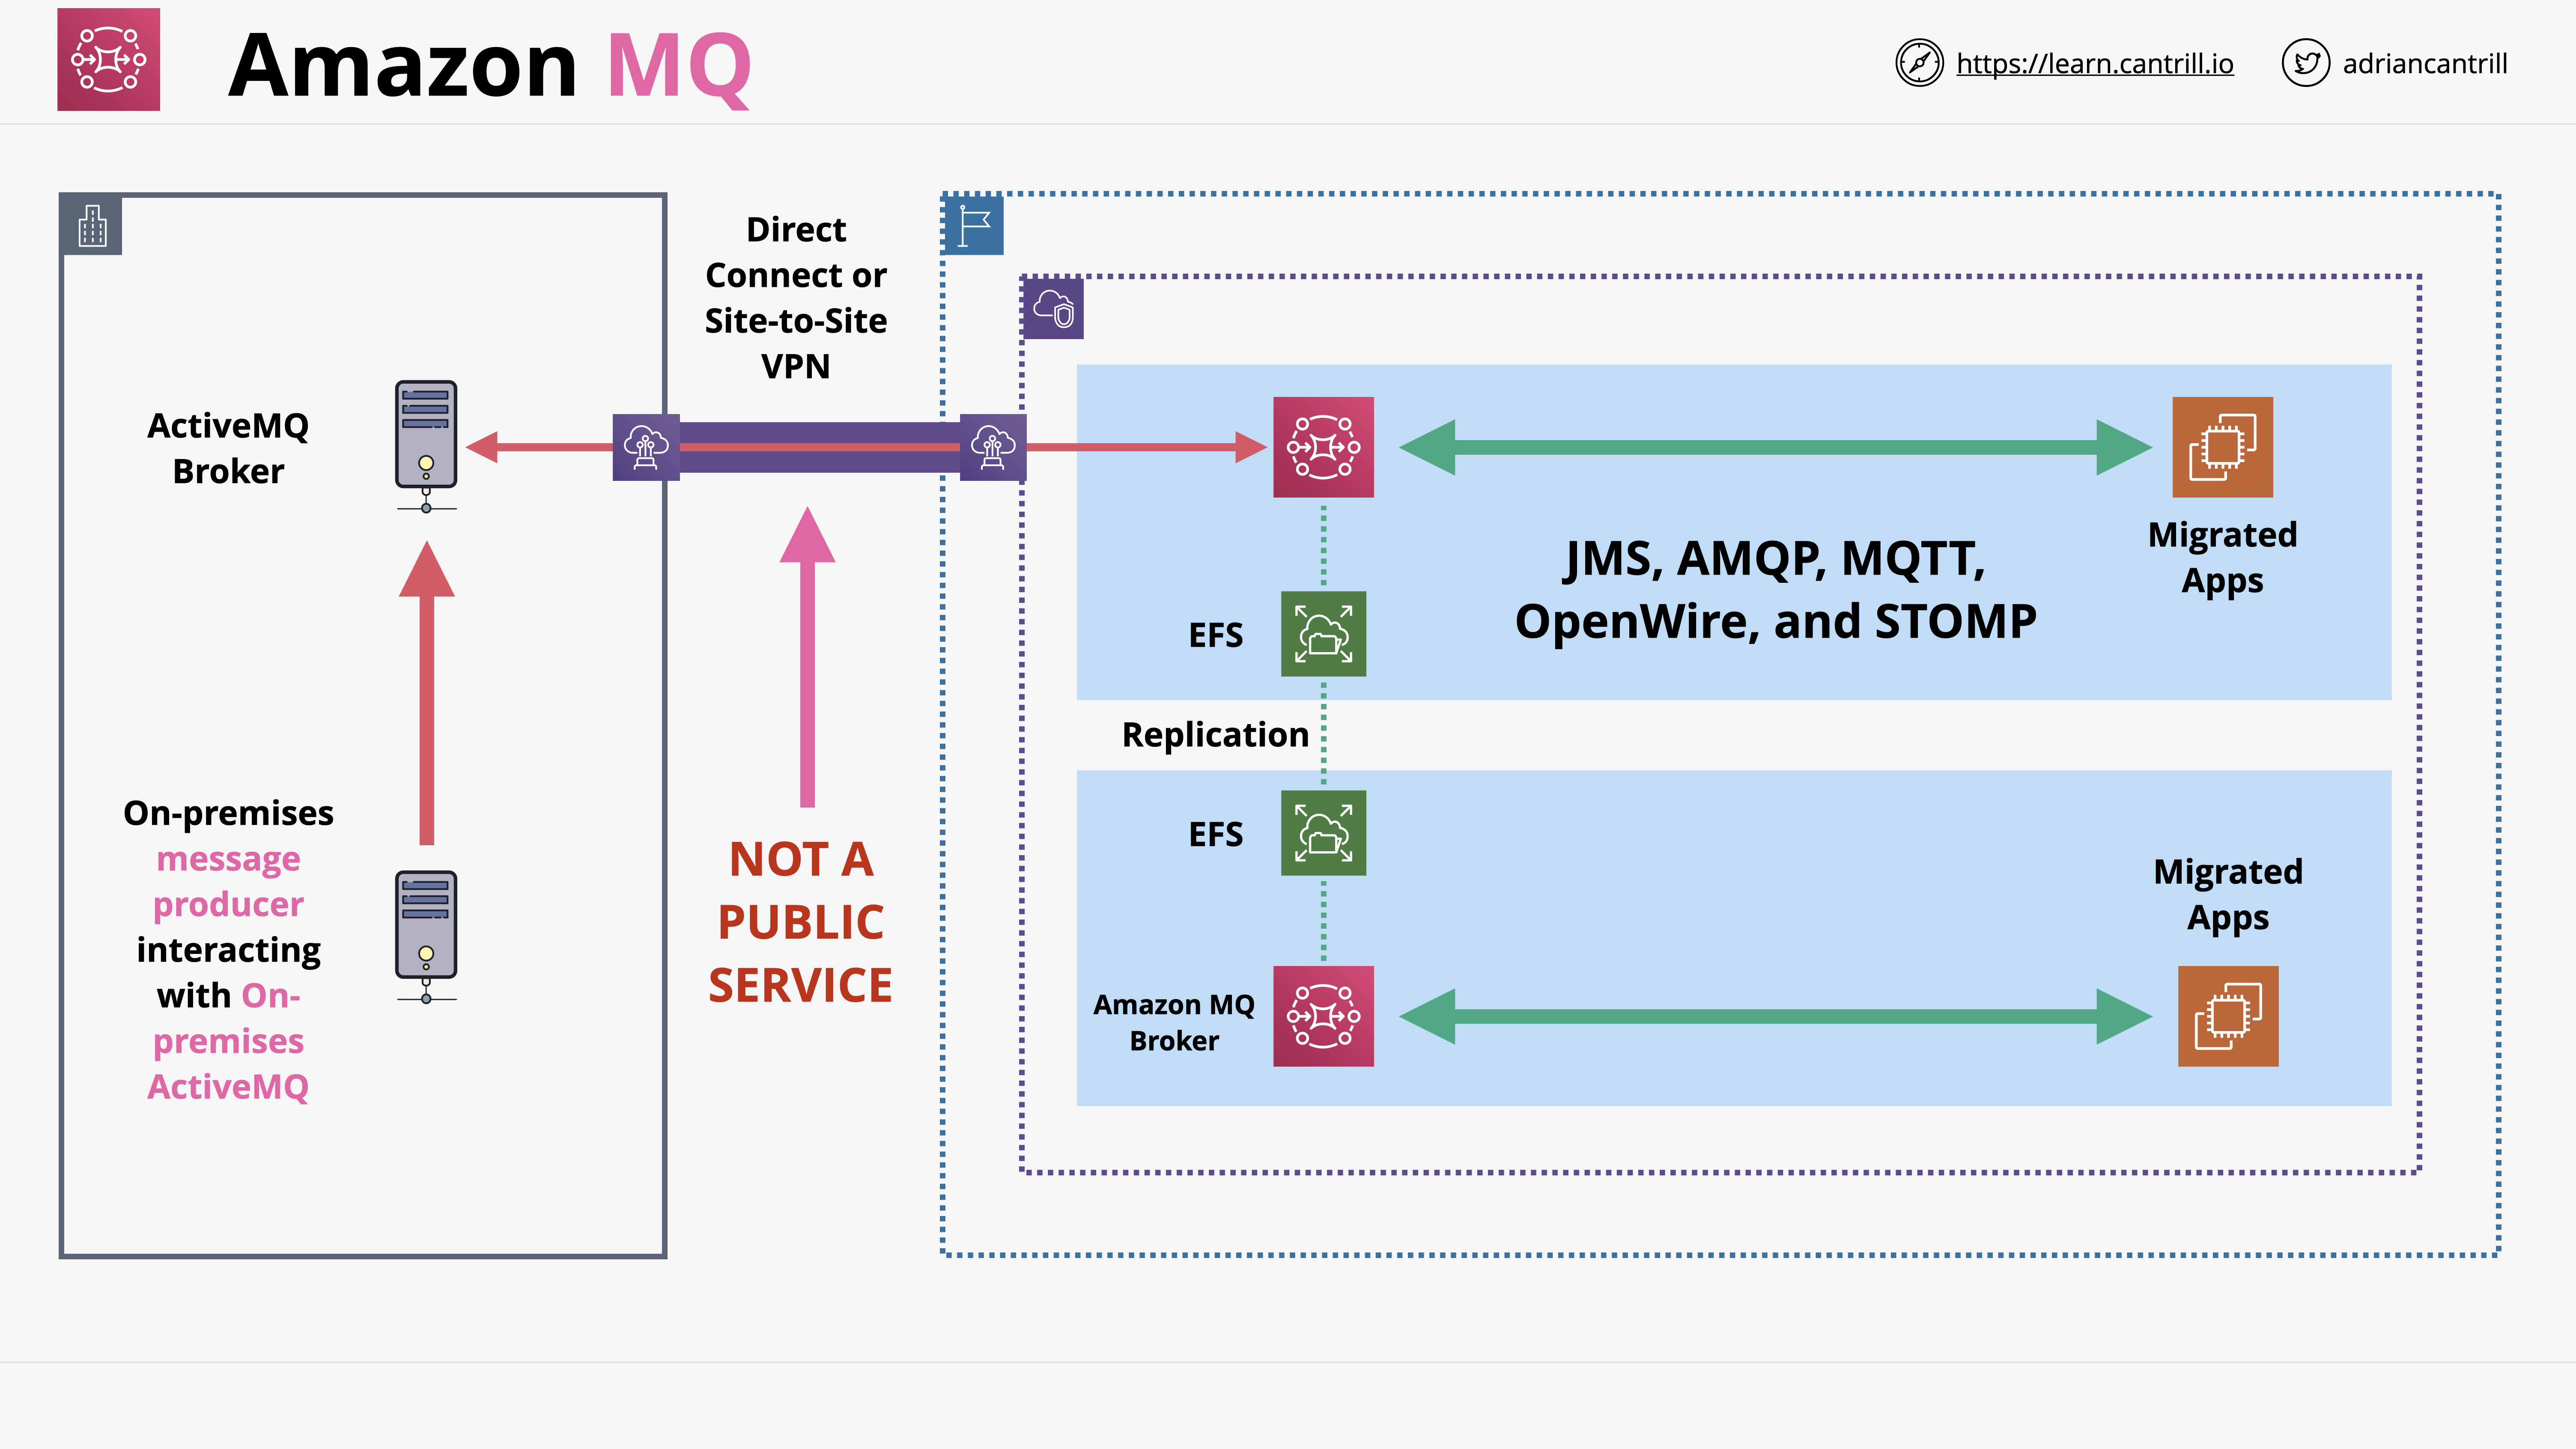 Amazon MQ
https://learn.cantrill.io
adriancantrill
Direct
Connect or
Site-to-Site
VPN
ActiveMQ
Broker
On-premises
message
producer
interacting
with On-
premises
ActiveMQ
NOT A
PUBLIC
SERVICE
Migrated
Apps
JMS, AMQP, MQTT,
OpenWire, and STOMP
EFS
Replication
EFS
Migrated
Apps
Amazon MQ
Broker